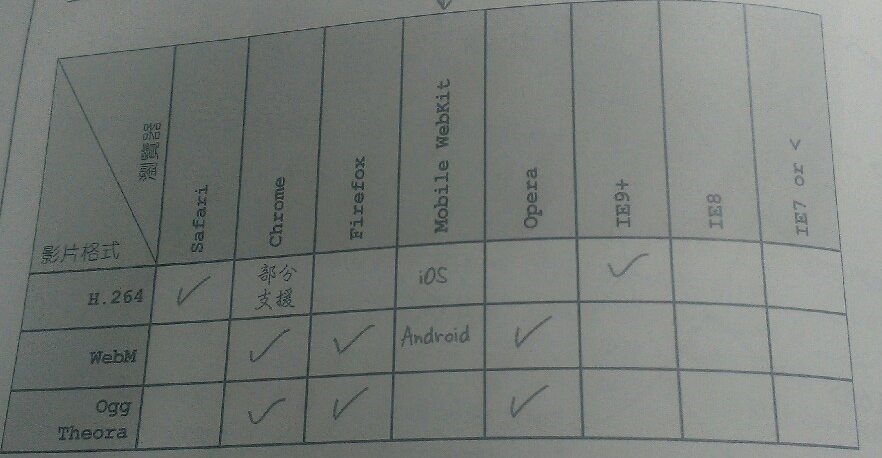 瀏覽器
影片格式
Safari
Chrome
Firefox
Mobile WebKit
Opera
IE9+
IE8
IE7 or <
H.264 ✓ 部分 iOS ✓
支援
WebM ✓ ✓ Android ✓
Ogg ✓ ✓ ✓
Theora